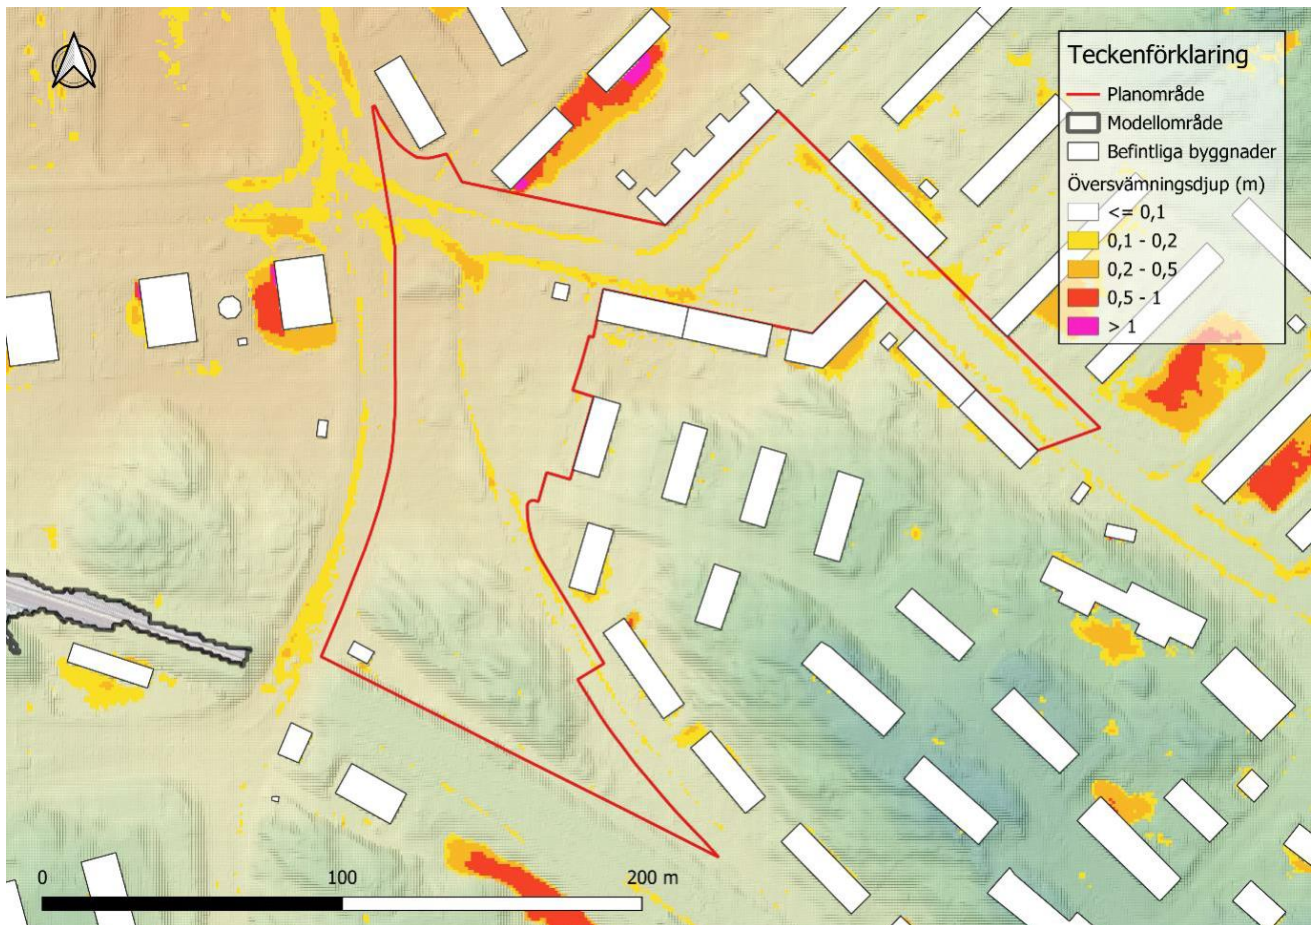 Teckenförklaring
Planområde
Modellområde
Befintliga byggnader
Översvämningsdjup (m)
<= 0,1
0,1 - 0,2
0,2 - 0,5
0,5 - 1
> 1
0 100 200 m